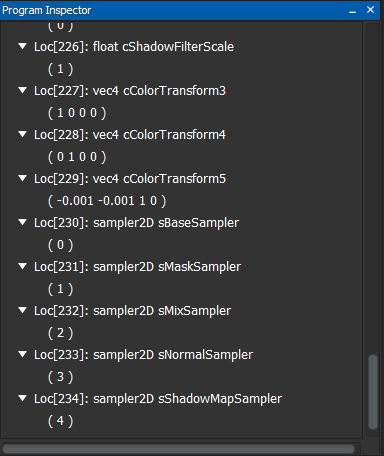 Program Inspector
( 0 )
Loc[226]: float cShadowFilterScale
( 1 )
Loc[227]: vec4 cColorTransform3
( 1 0 0 0 )
Loc[228]: vec4 cColorTransform4
( 0 1 0 0 )
Loc[229]: vec4 cColorTransform5
( -0.001 -0.001 1 0 )
Loc[230]: sampler2D sBaseSampler
( 0 )
Loc[231]: sampler2D sMaskSampler
( 1 )
Loc[232]: sampler2D sMixSampler
( 2 )
Loc[233]: sampler2D sNormalSampler
( 3 )
Loc[234]: sampler2D sShadowMapSampler
( 4 )